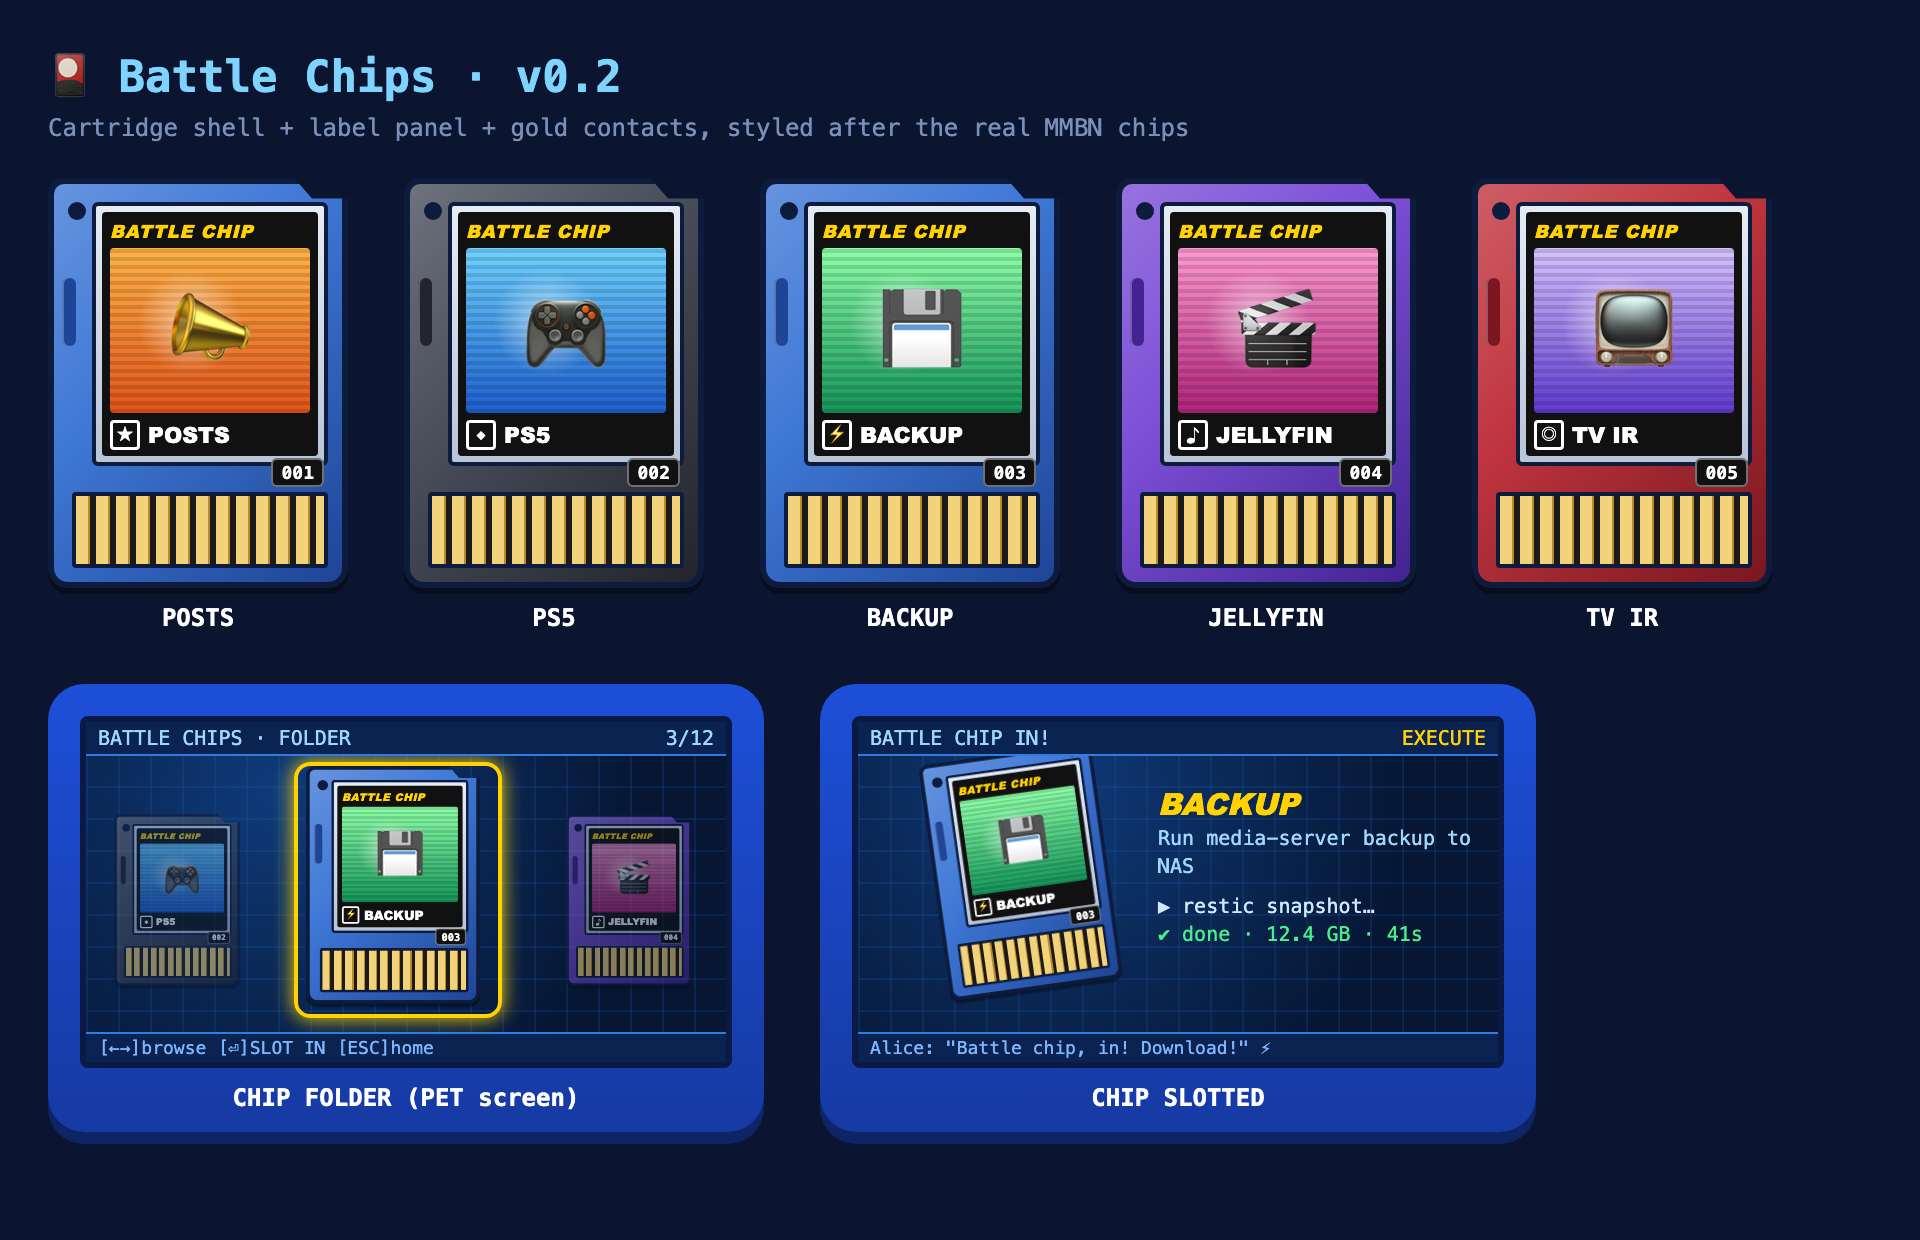 Battle Chips · v0.2
Cartridge shell + label panel + gold contacts, styled after the real MMBN chips
BATTLE CHIP
POSTS
001
POSTS
BATTLE CHIP
PS5
002
PS5
BATTLE CHIP
BACKUP
003
BACKUP
BATTLE CHIP
JELLYFIN
004
JELLYFIN
BATTLE CHIP
TV IR
005
TV IR
BATTLE CHIPS · FOLDER 3/12
BATTLE CHIP
PS5
002
BATTLE CHIP
BACKUP
003
BATTLE CHIP
JELLYFIN
004
[←→]browse [⏎]SLOT IN [ESC]home
CHIP FOLDER (PET screen)
BATTLE CHIP IN! EXECUTE
BATTLE CHIP
BACKUP
003
BACKUP
Run media-server backup to
NAS
▶ restic snapshot…
✔ done · 12.4 GB · 41s
Alice: "Battle chip, in! Download!" ⚡
CHIP SLOTTED